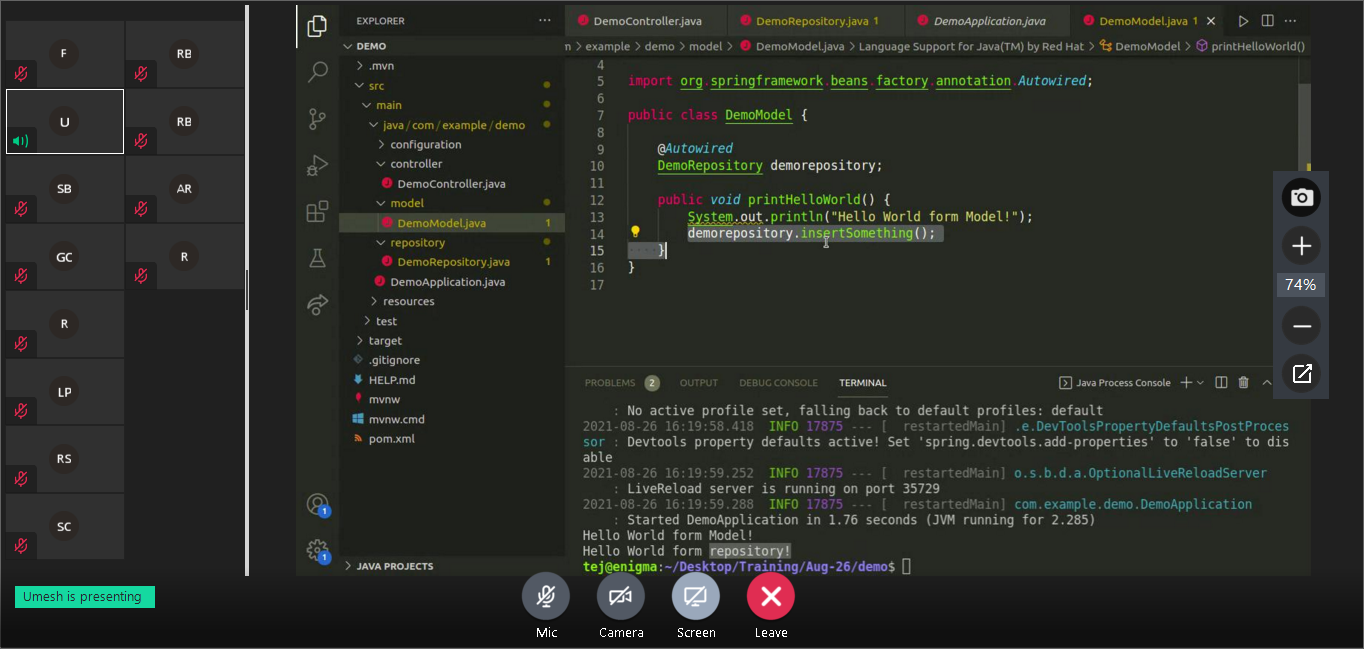 F
RB
U
RB
SB
AR
GC
R
R
LP
RS
SC
Umesh is presenting
EXPLORER
DEMO
.mvn
src
main
java / com / example / demo
configuration
controller
DemoController.java
model
DemoModel.java 1
repository
DemoRepository.java 1
DemoApplication.java
resources
test
target
.gitignore
HELP.md
mvnw
mvnw.cmd
pom.xml
JAVA PROJECTS
1
1
DemoController.java
DemoRepository.java 1
DemoApplication.java
DemoModel.java 1
n > example > demo > model > DemoModel.java > Language Support for Java(TM) by Red Hat > DemoModel > printHelloWorld()
4
5 import org.springframework.beans.factory.annotation.Autowired;
6
7 public class DemoModel {
8
9 @Autowired
10 DemoRepository demorepository;
11
12 public void printHelloWorld() {
13 System.out.println("Hello World form Model!");
14 demorepository.insertSomething();
15 }
16 }
17
74%
PROBLEMS 2 OUTPUT DEBUG CONSOLE TERMINAL Java Process Console
: No active profile set, falling back to default profiles: default
2021-08-26 16:19:58.418 INFO 17875 --- [ restartedMain] .e.DevToolsPropertyDefaultsPostProces
sor : Devtools property defaults active! Set 'spring.devtools.add-properties' to 'false' to dis
able
2021-08-26 16:19:59.252 INFO 17875 --- [ restartedMain] o.s.b.d.a.OptionalLiveReloadServer
: LiveReload server is running on port 35729
2021-08-26 16:19:59.288 INFO 17875 --- [ restartedMain] com.example.demo.DemoApplication
: Started DemoApplication in 1.76 seconds (JVM running for 2.285)
Hello World form Model!
Hello World form repository!
tej@enigma:~/Desktop/Training/Aug-26/demo$
Mic
Camera
Screen
Leave